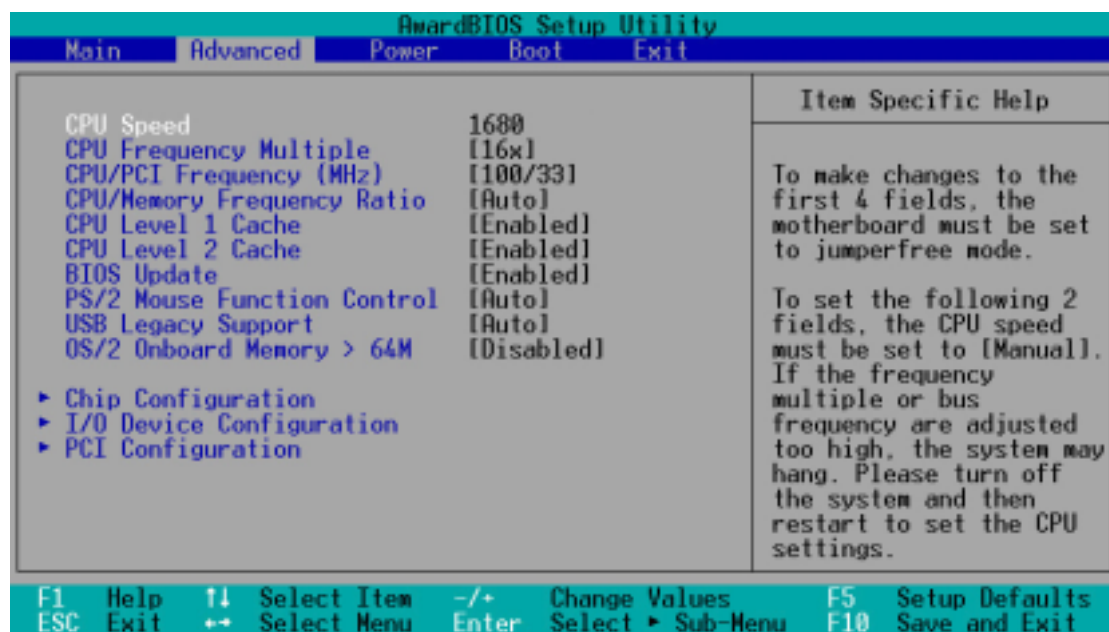 AwardBIOS Setup Utility
Main Advanced Power Boot Exit
CPU Speed 1680
CPU Frequency Multiple [16x]
CPU/PCI Frequency (MHz) [100/33]
CPU/Memory Frequency Ratio [Auto]
CPU Level 1 Cache [Enabled]
CPU Level 2 Cache [Enabled]
BIOS Update [Enabled]
PS/2 Mouse Function Control [Auto]
USB Legacy Support [Auto]
OS/2 Onboard Memory > 64M [Disabled]
Chip Configuration
I/O Device Configuration
PCI Configuration
Item Specific Help
To make changes to the
first 4 fields, the
motherboard must be set
to jumperfree mode.
To set the following 2
fields, the CPU speed
must be set to [Manual].
If the frequency
multiple or bus
frequency are adjusted
too high, the system may
hang. Please turn off
the system and then
restart to set the CPU
settings.
F1 Help ↑↓ Select Item -/+ Change Values F5 Setup Defaults
ESC Exit ←→ Select Menu Enter Select ► Sub-Menu F10 Save and Exit